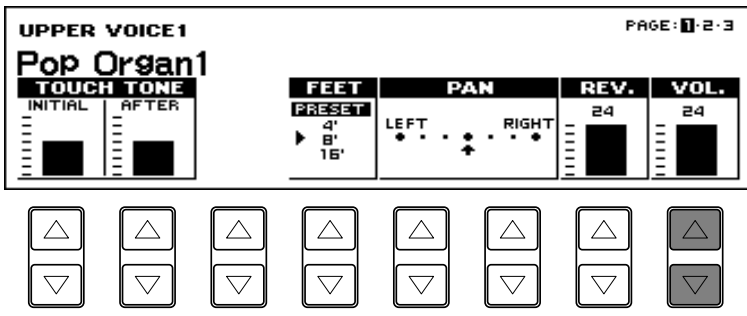 UPPER VOICE1
PAGE:1·2·3
Pop Organ1
TOUCH TONE
INITIAL AFTER
FEET
PRESET
4'
8'
16'
PAN
LEFT RIGHT
REV.
24
VOL.
24